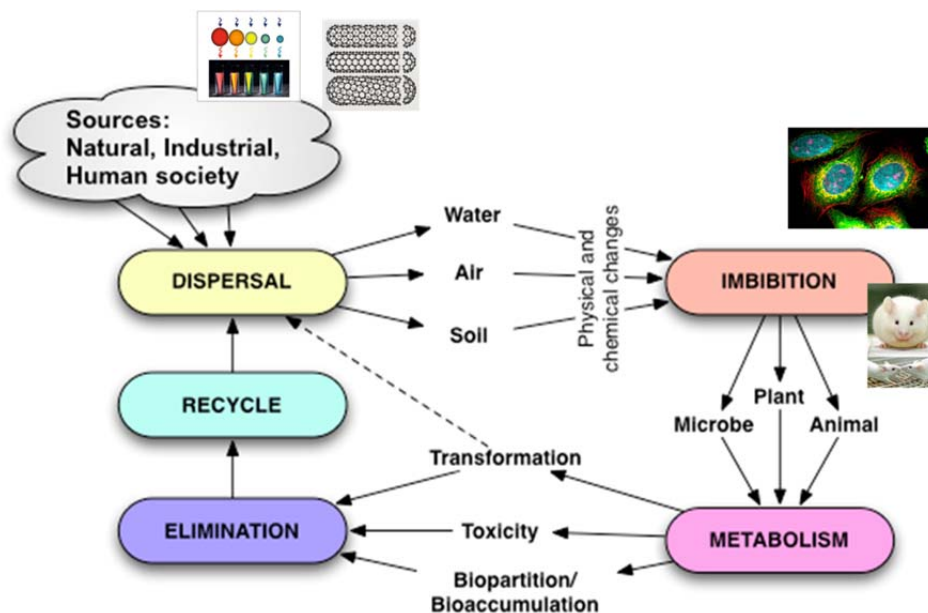 Sources:
Natural, Industrial,
Human society
DISPERSAL
Water
Air
Soil
Physical and
chemical changes
IMBIBITION
Microbe
Plant
Animal
METABOLISM
Transformation
Toxicity
Biopartition/
Bioaccumulation
ELIMINATION
RECYCLE